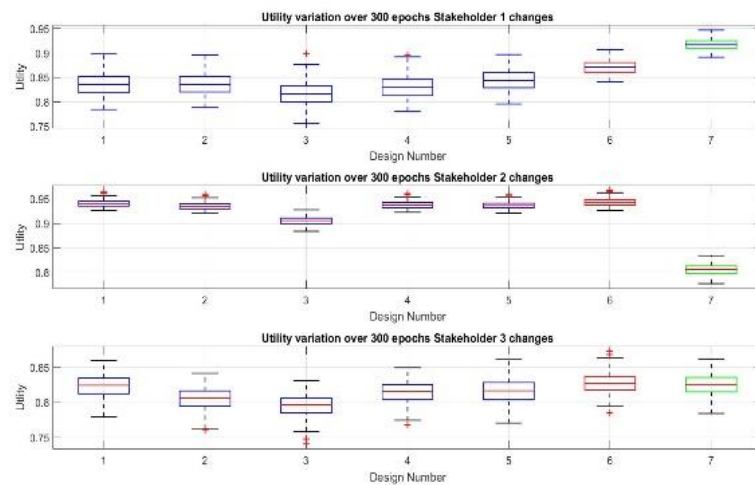 Utility variation over 300 epochs Stakeholder 1 changes
0.95
0.9
0.85
0.8
0.75
Utility
1 2 3 4 5 6 7
Design Number
Utility variation over 300 epochs Stakeholder 2 changes
0.95
0.9
0.85
0.8
Utility
1 2 3 4 5 6 7
Design Number
Utility variation over 300 epochs Stakeholder 3 changes
0.85
0.8
0.75
Utility
1 2 3 4 5 6 7
Design Number